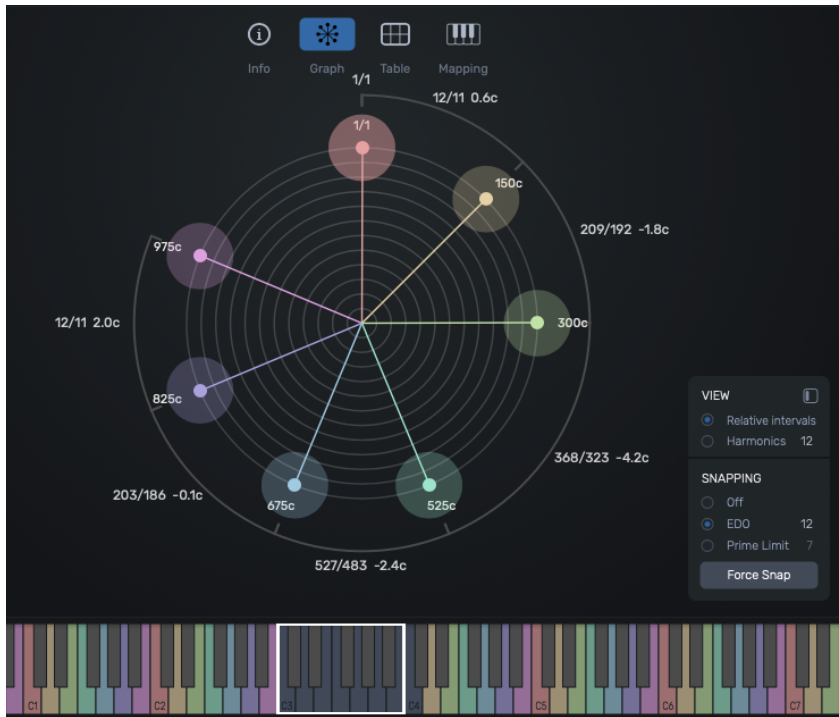 Info Graph Table Mapping
1/1
12/11 0.6c
1/1
150c
209/192 -1.8c
975c
300c
12/11 2.0c
825c
368/323 -4.2c
203/186 -0.1c
675c
525c
527/483 -2.4c
VIEW
Relative intervals
Harmonics 12
SNAPPING
Off
EDO 12
Prime Limit 7
Force Snap
C1 C2 C3 C4 C5 C6 C7